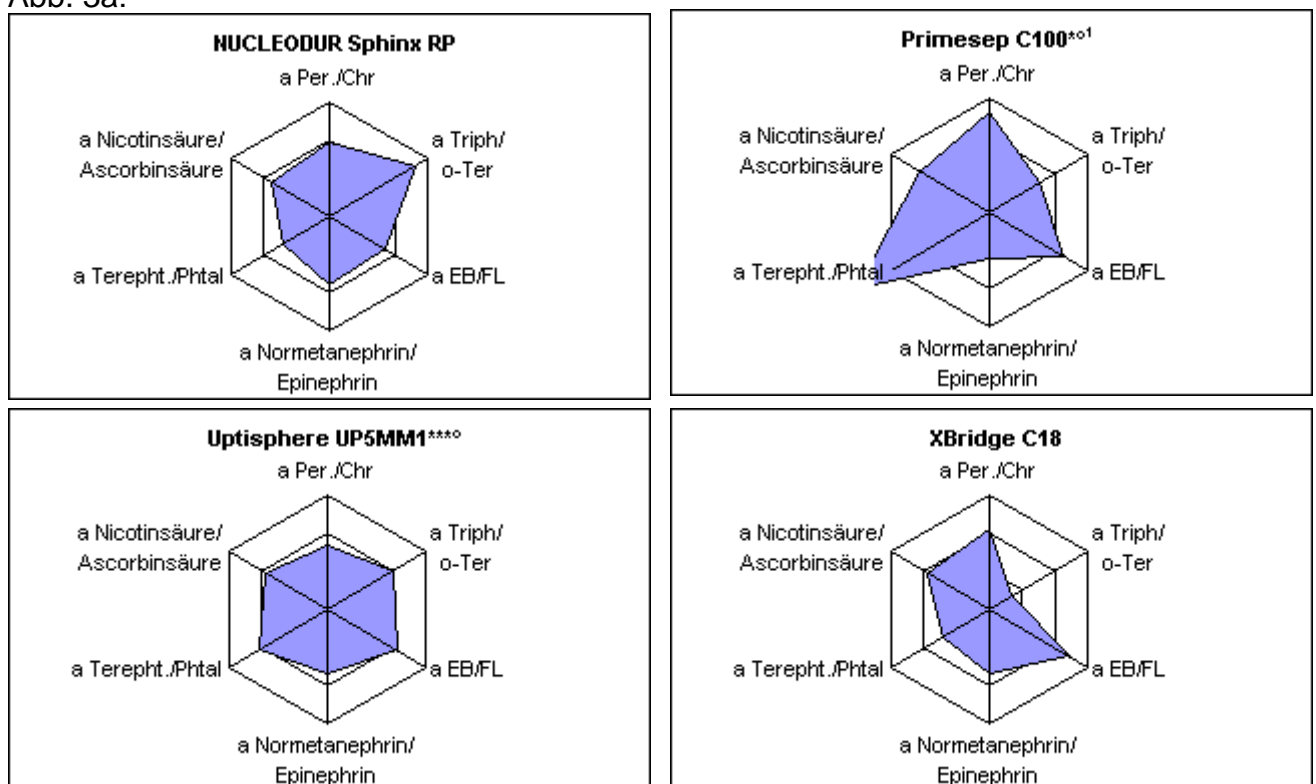 Abb. 3a:
NUCLEODUR Sphinx RP
a Per./Chr
a Nicotinsäure/
Ascorbinsäure
a Triph/
o-Ter
a Terepht./Phtal
a EB/FL
a Normetanephrin/
Epinephrin
Primesep C100*°¹
a Per./Chr
a Nicotinsäure/
Ascorbinsäure
a Triph/
o-Ter
a Terepht./Phtal
a EB/FL
a Normetanephrin/
Epinephrin
Uptisphere UP5MM1***°
a Per./Chr
a Nicotinsäure/
Ascorbinsäure
a Triph/
o-Ter
a Terepht./Phtal
a EB/FL
a Normetanephrin/
Epinephrin
XBridge C18
a Per./Chr
a Nicotinsäure/
Ascorbinsäure
a Triph/
o-Ter
a Terepht./Phtal
a EB/FL
a Normetanephrin/
Epinephrin